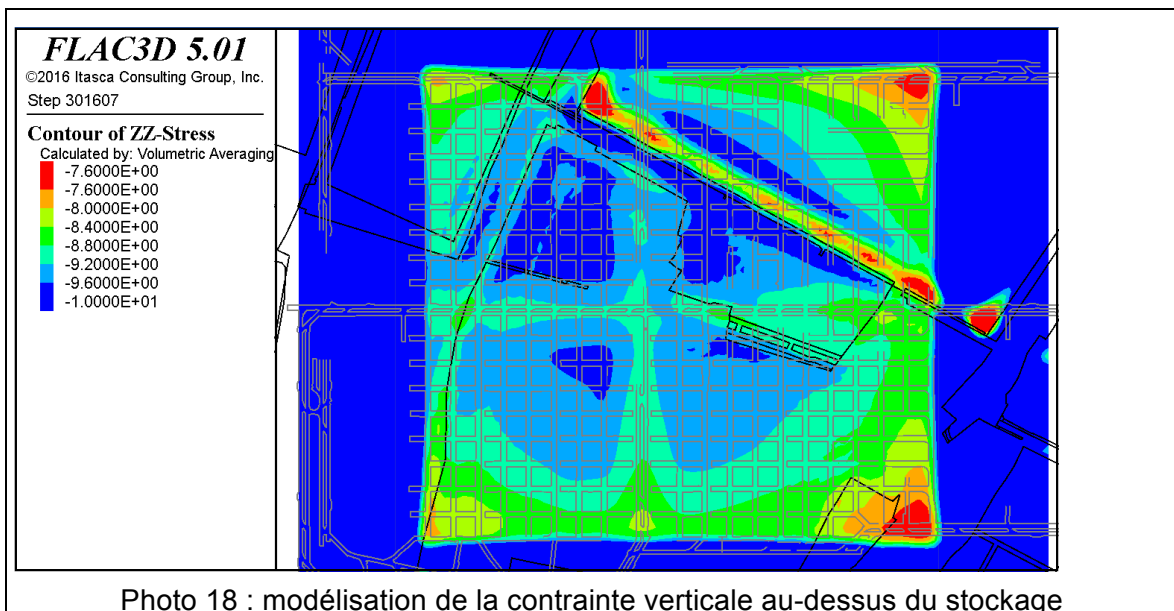 FLAC3D 5.01
©2016 Itasca Consulting Group, Inc.
Step 301607
Contour of ZZ-Stress
Calculated by: Volumetric Averaging
-7.6000E+00
-7.6000E+00
-8.0000E+00
-8.4000E+00
-8.8000E+00
-9.2000E+00
-9.6000E+00
-1.0000E+01
Photo 18 : modélisation de la contrainte verticale au-dessus du stockage